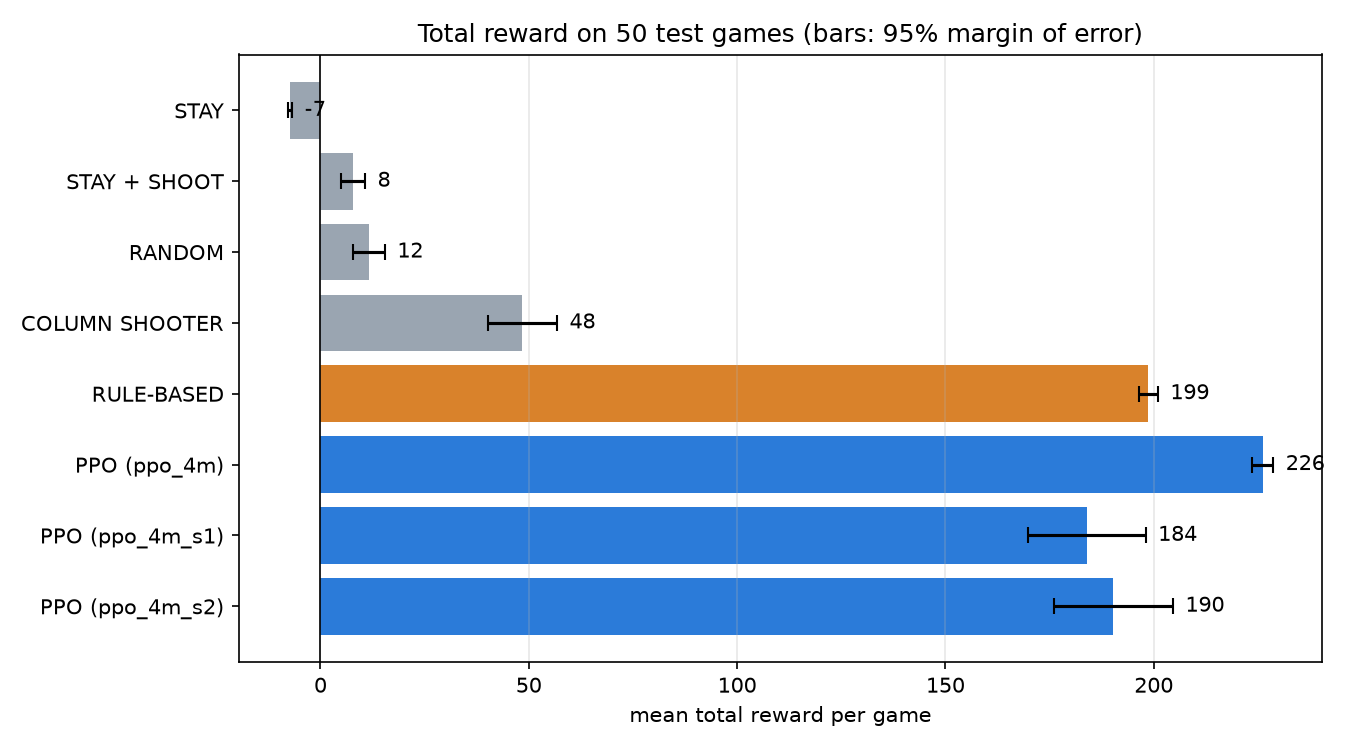 Total reward on 50 test games (bars: 95% margin of error)
STAY
-7
STAY + SHOOT
8
RANDOM
12
COLUMN SHOOTER
48
RULE-BASED
199
PPO (ppo_4m)
226
PPO (ppo_4m_s1)
184
PPO (ppo_4m_s2)
190
0 50 100 150 200
mean total reward per game